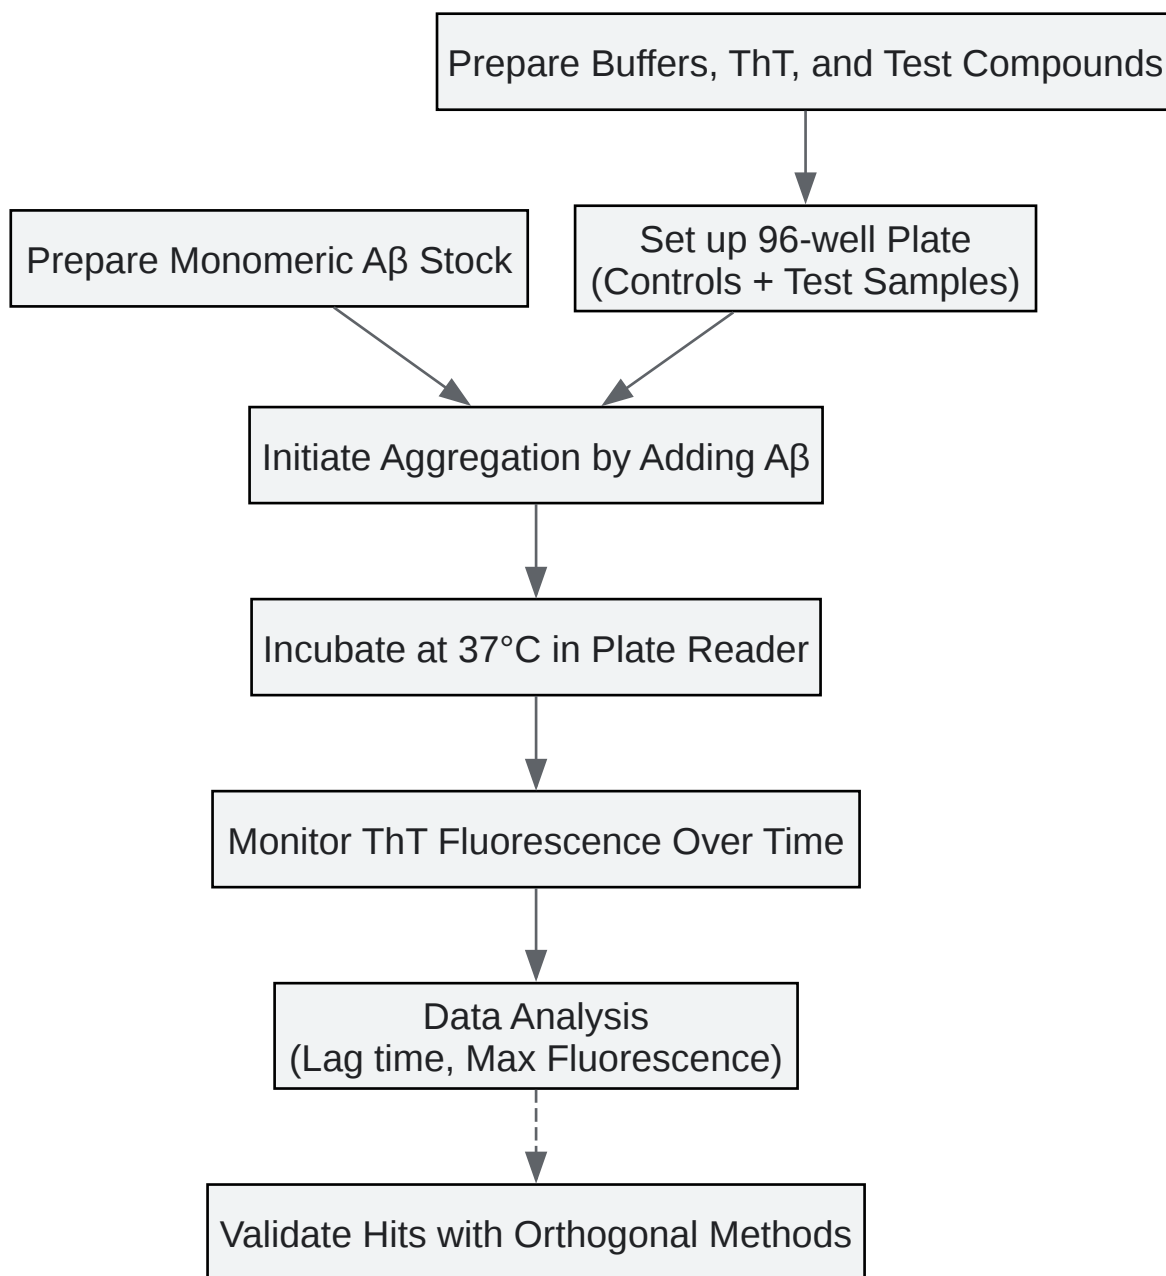 Prepare Buffers, ThT, and Test Compounds
Prepare Monomeric Aβ Stock
Set up 96-well Plate
(Controls + Test Samples)
Initiate Aggregation by Adding Aβ
Incubate at 37°C in Plate Reader
Monitor ThT Fluorescence Over Time
Data Analysis
(Lag time, Max Fluorescence)
Validate Hits with Orthogonal Methods